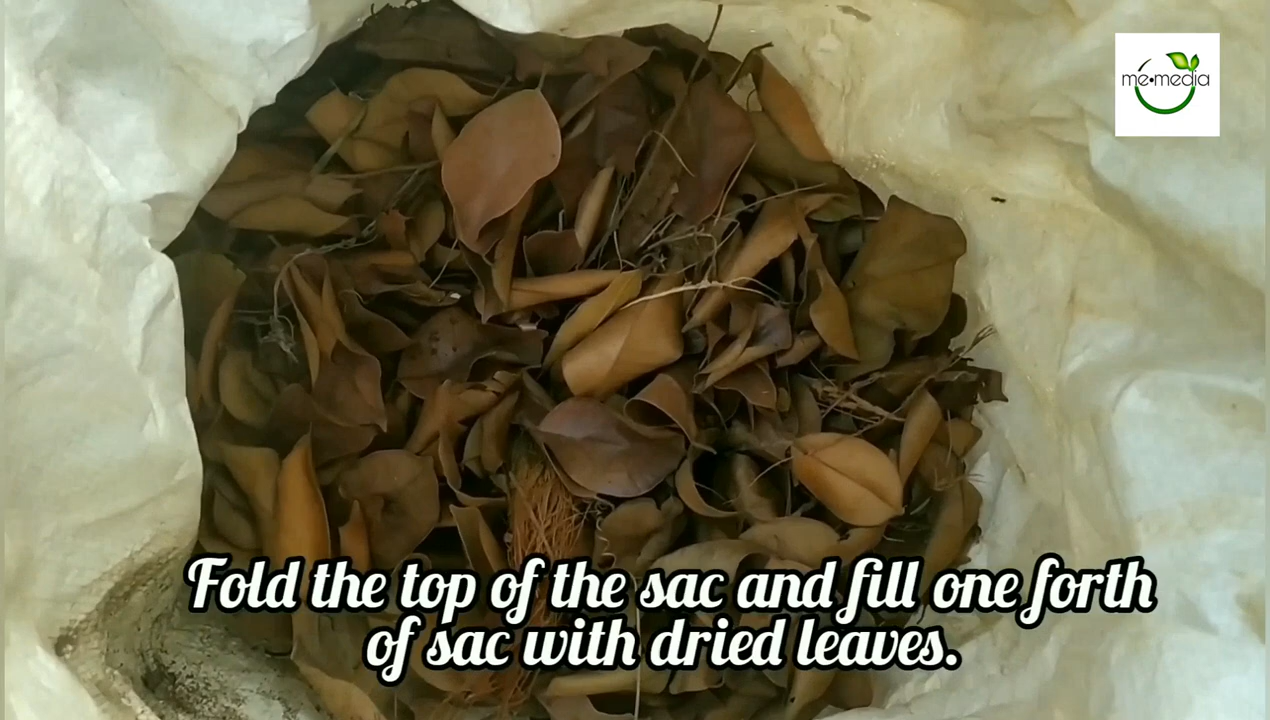 me•media
Fold the top of the sac and fill one forth
of sac with dried leaves.